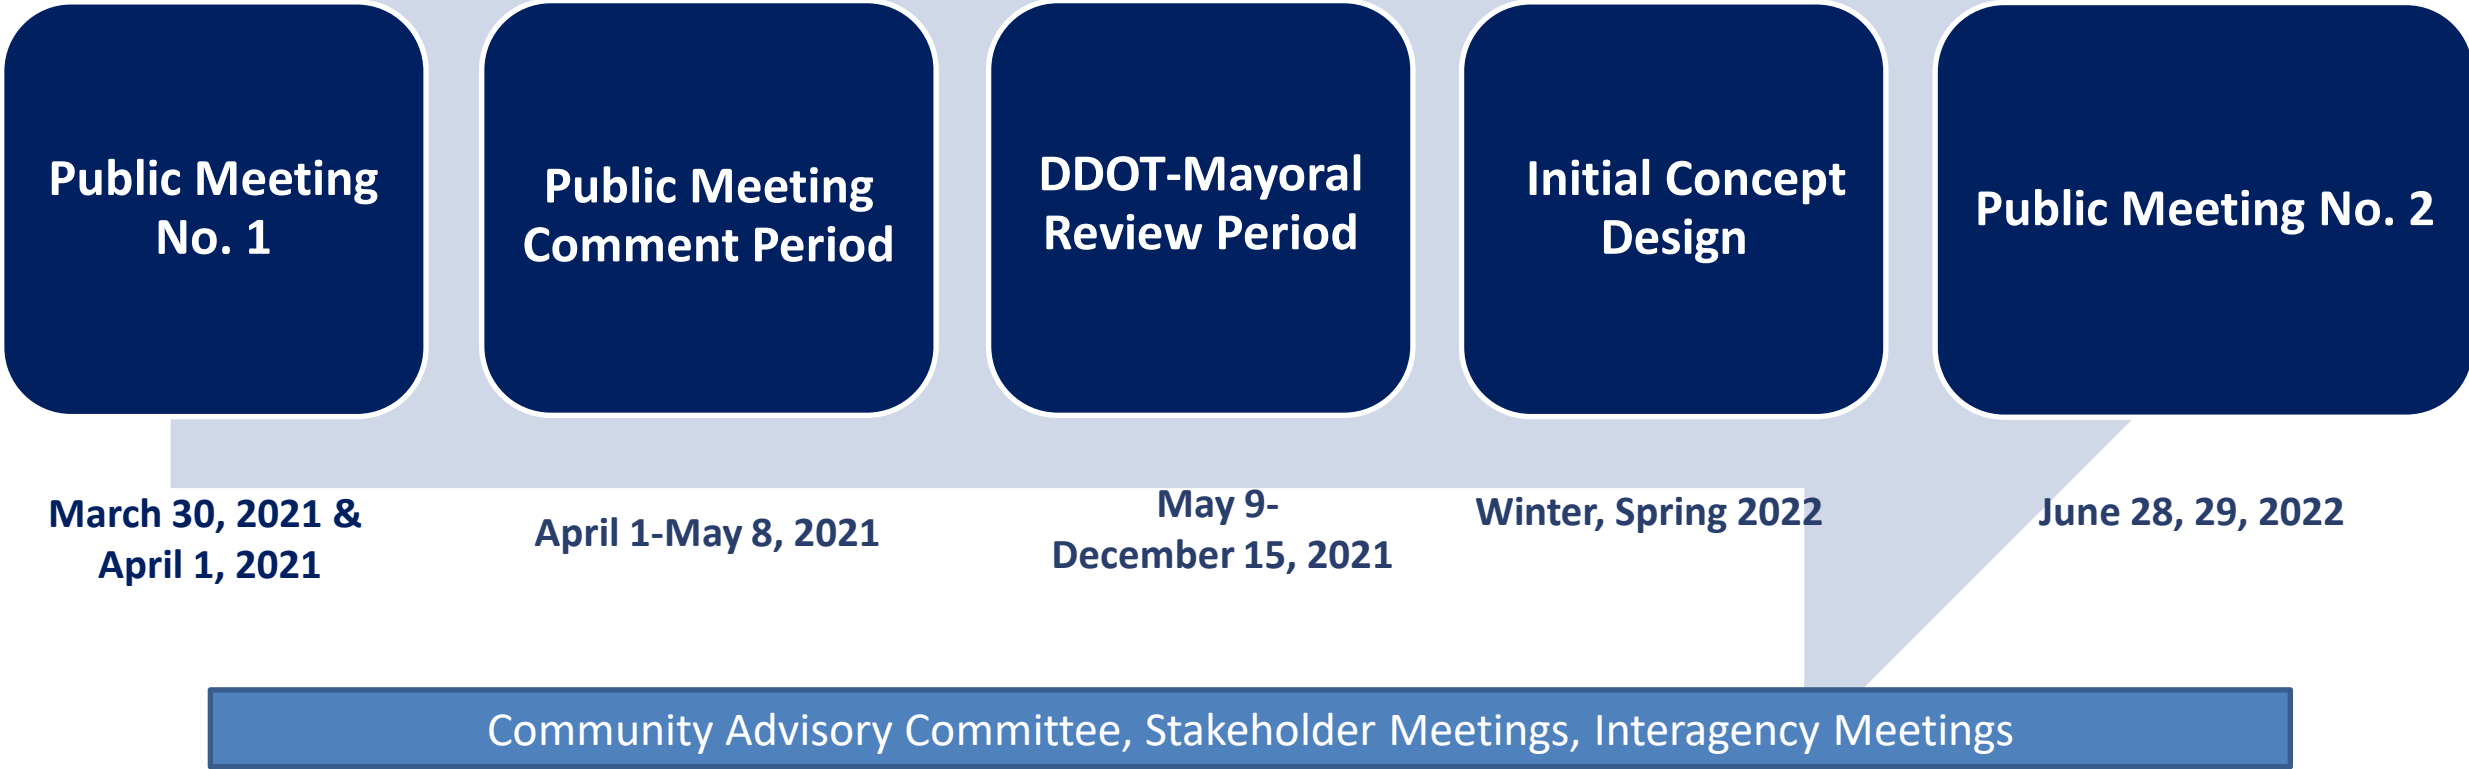 Public Meeting
No. 1
Public Meeting
Comment Period
DDOT-Mayoral
Review Period
Initial Concept
Design
Public Meeting No. 2
March 30, 2021 &
April 1, 2021
April 1-May 8, 2021
May 9-
December 15, 2021
Winter, Spring 2022
June 28, 29, 2022
Community Advisory Committee, Stakeholder Meetings, Interagency Meetings